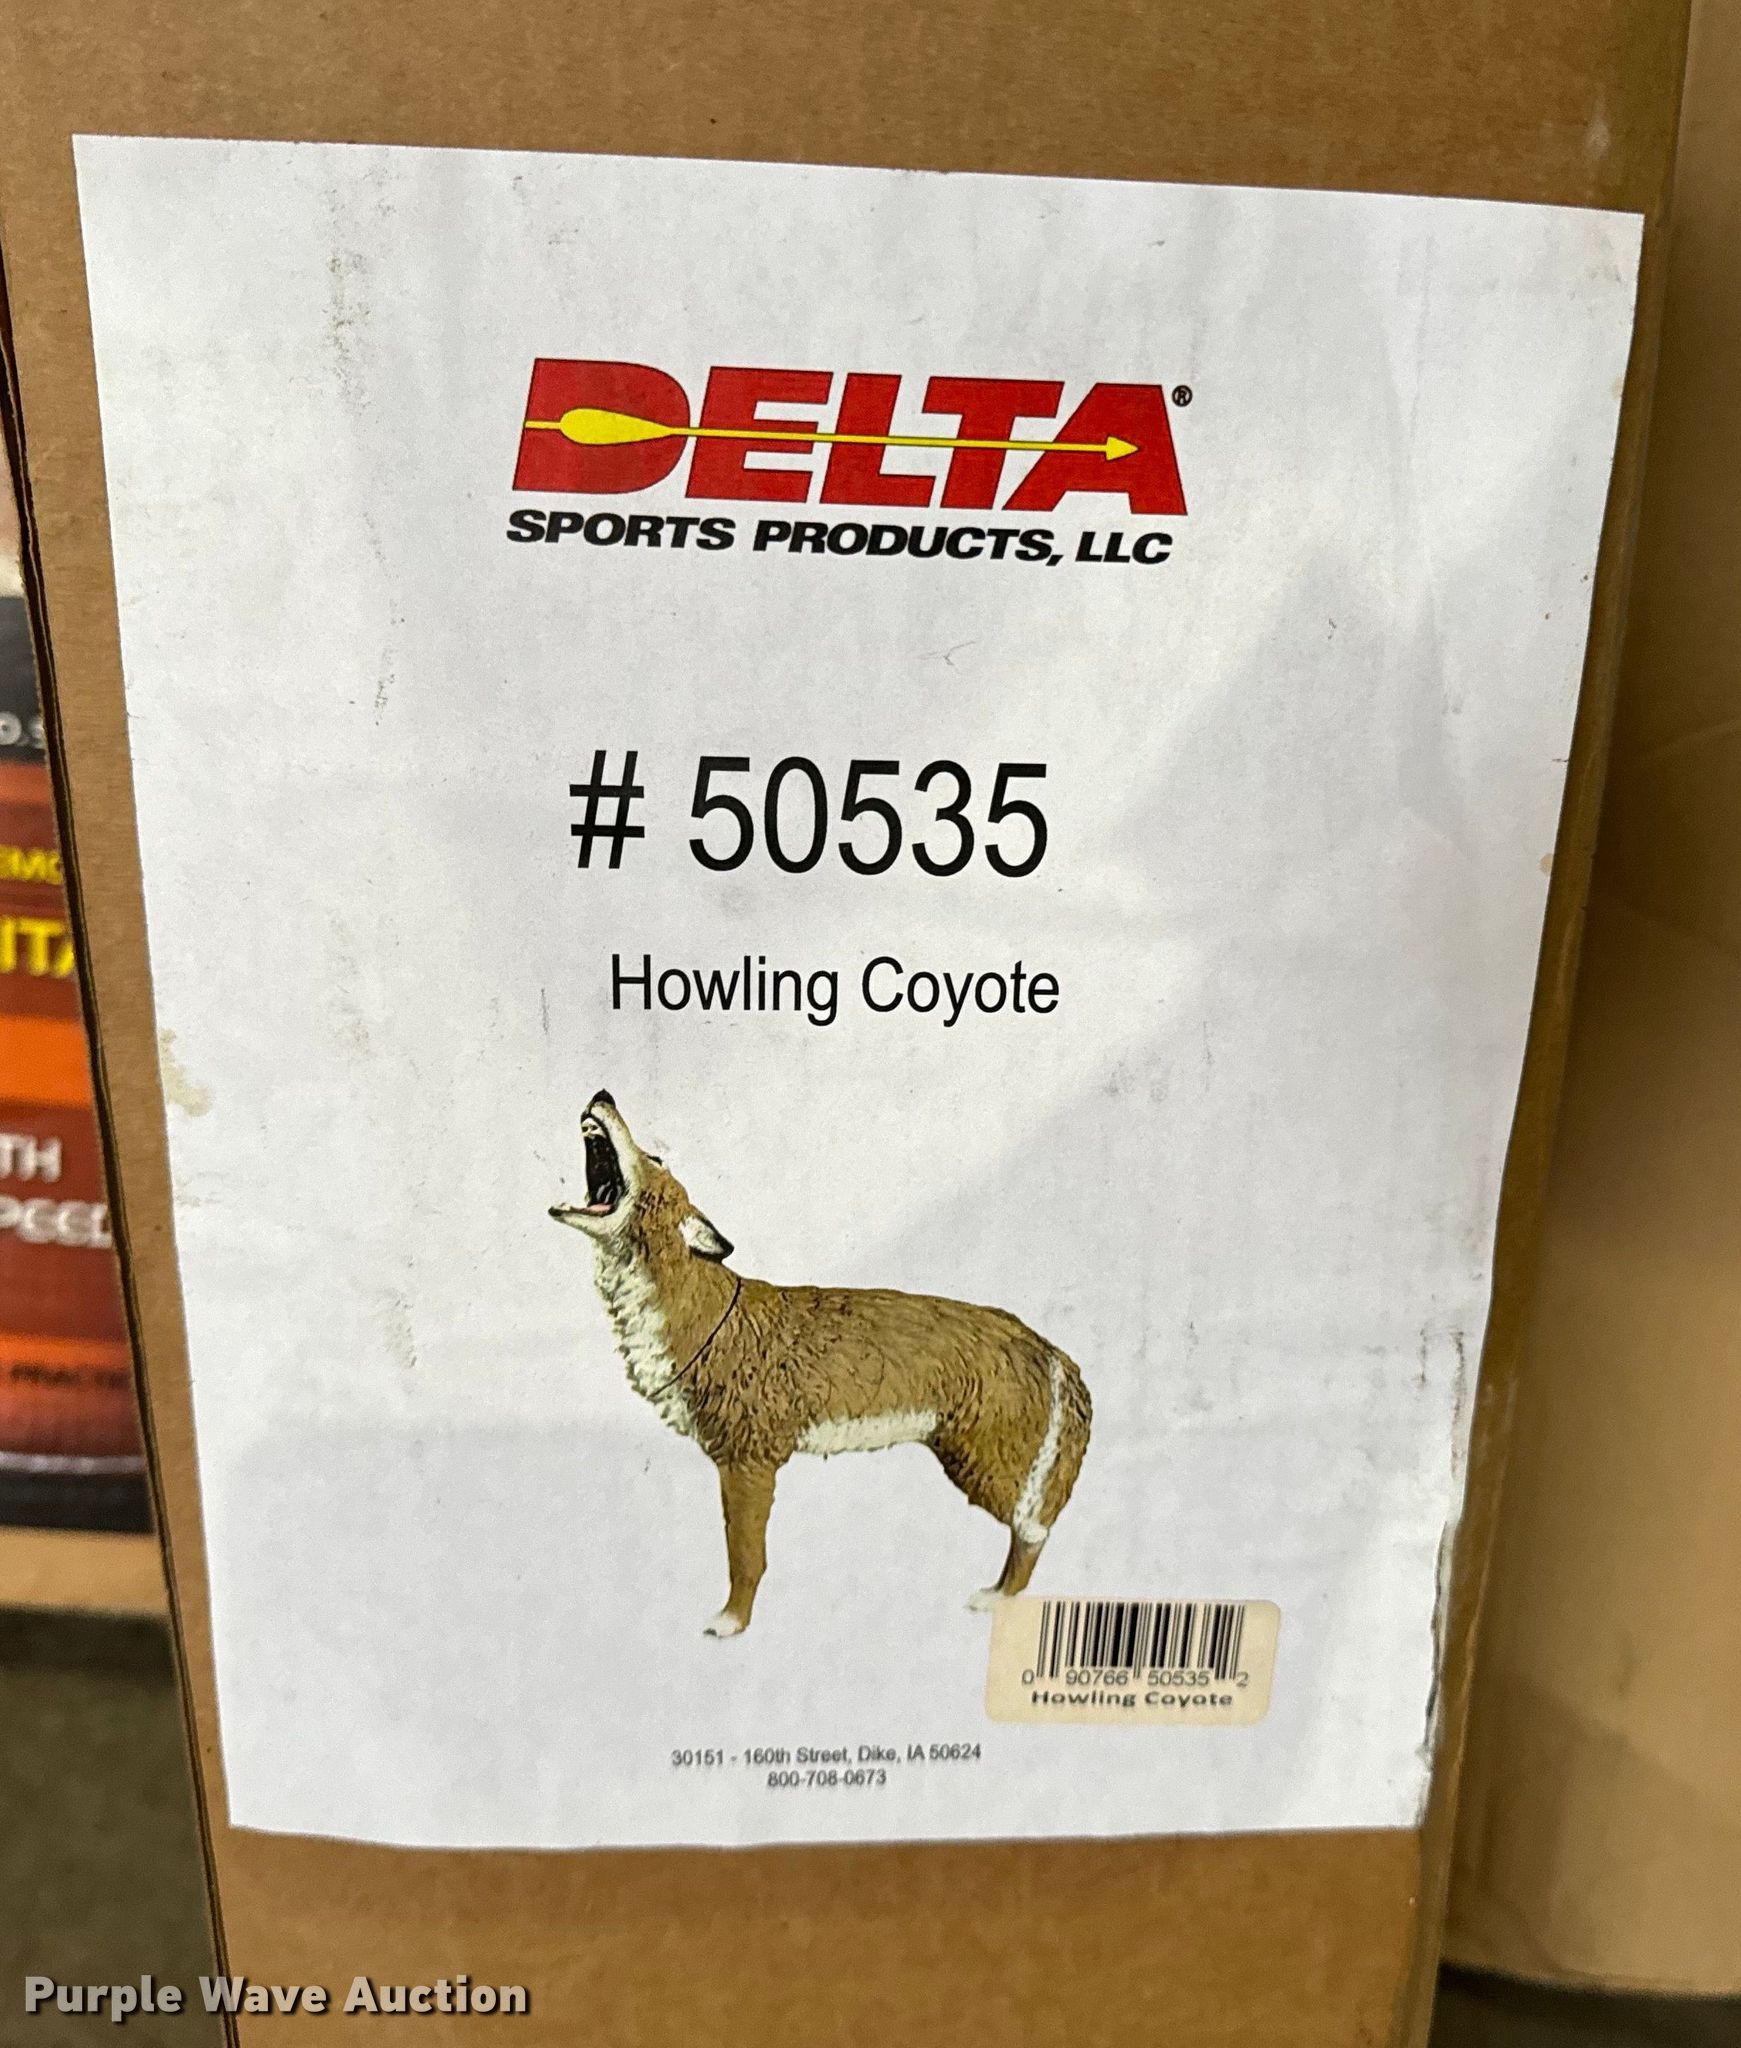 DELTA®
SPORTS PRODUCTS, LLC
# 50535
Howling Coyote
0 90766 50535 2
Howling Coyote
30151 - 160th Street, Dike, IA 50624
800-708-0673
TH
Purple Wave Auction